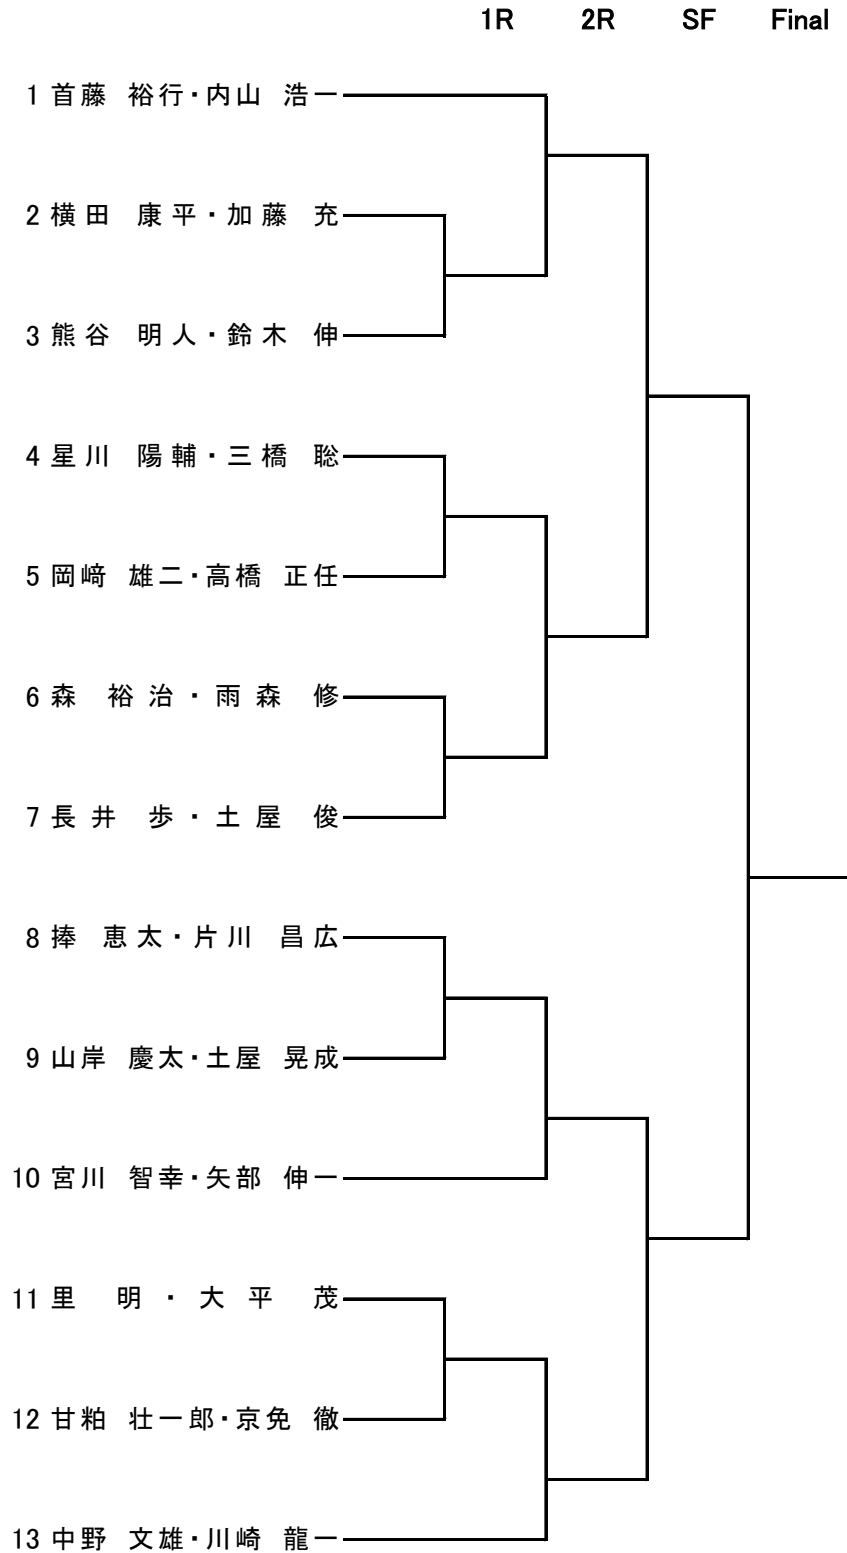 1R 2R SF Final
1 首藤 裕行・内山 浩一
2 横田 康平・加藤 充
3 熊谷 明人・鈴木 伸
4 星川 陽輔・三橋 聡
5 岡﨑 雄二・高橋 正任
6 森 裕治・雨森 修
7 長井 歩・土屋 俊
8 捧 恵太・片川 昌広
9 山岸 慶太・土屋 晃成
10 宮川 智幸・矢部 伸一
11 里 明・大平 茂
12 甘粕 壮一郎・京免 徹
13 中野 文雄・川崎 龍一